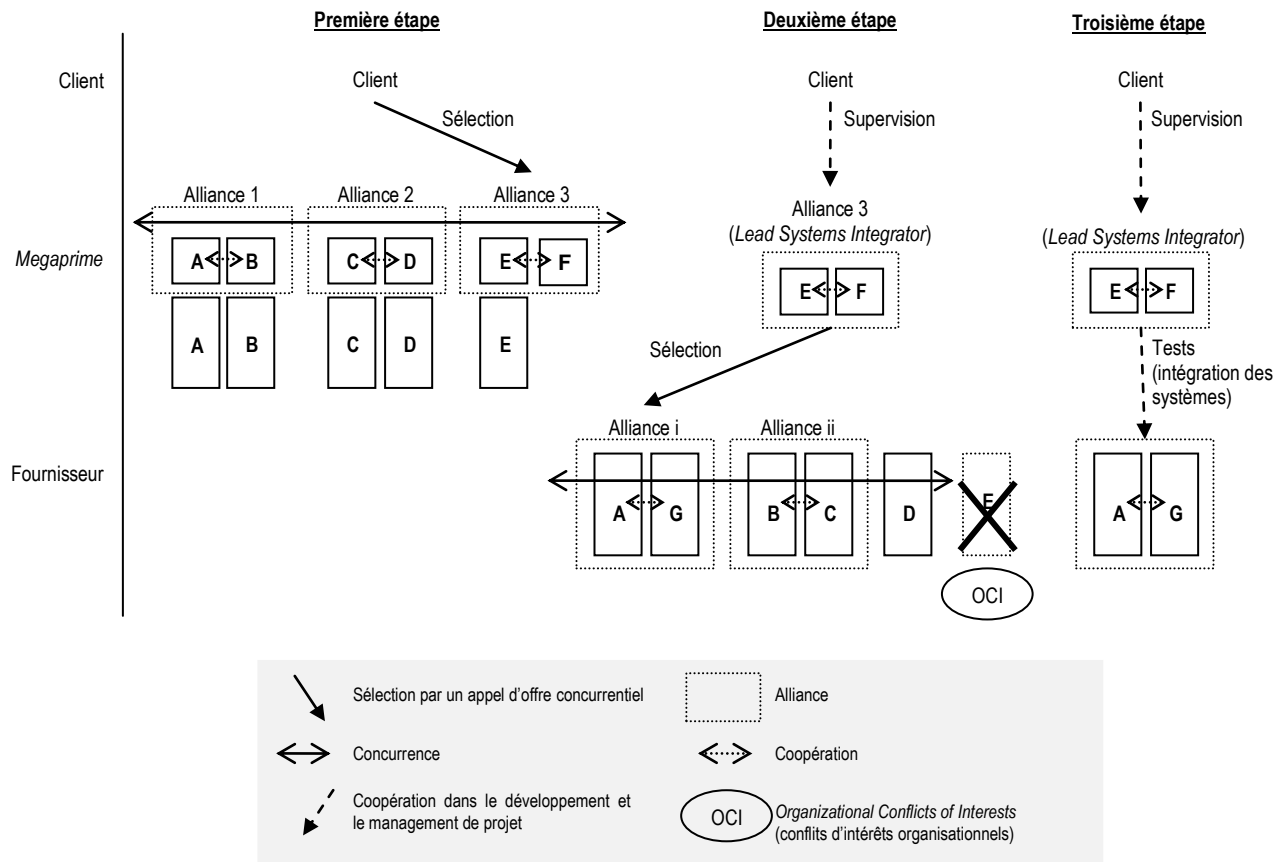 Première étape
Deuxième étape
Troisième étape
Client
Client
Client
Client
Sélection
Supervision
Supervision
Alliance 1
Alliance 2
Alliance 3
Alliance 3
(Lead Systems Integrator)
(Lead Systems Integrator)
Megaprime
A
B
C
D
E
F
E
F
E
F
A
B
C
D
E
Sélection
Tests
(intégration des
systèmes)
Alliance i
Alliance ii
Fournisseur
A
G
B
C
D
E
A
G
OCI
Sélection par un appel d'offre concurrentiel
Alliance
Concurrence
Coopération
Coopération dans le développement et
le management de projet
OCI
Organizational Conflicts of Interests
(conflits d'intérêts organisationnels)